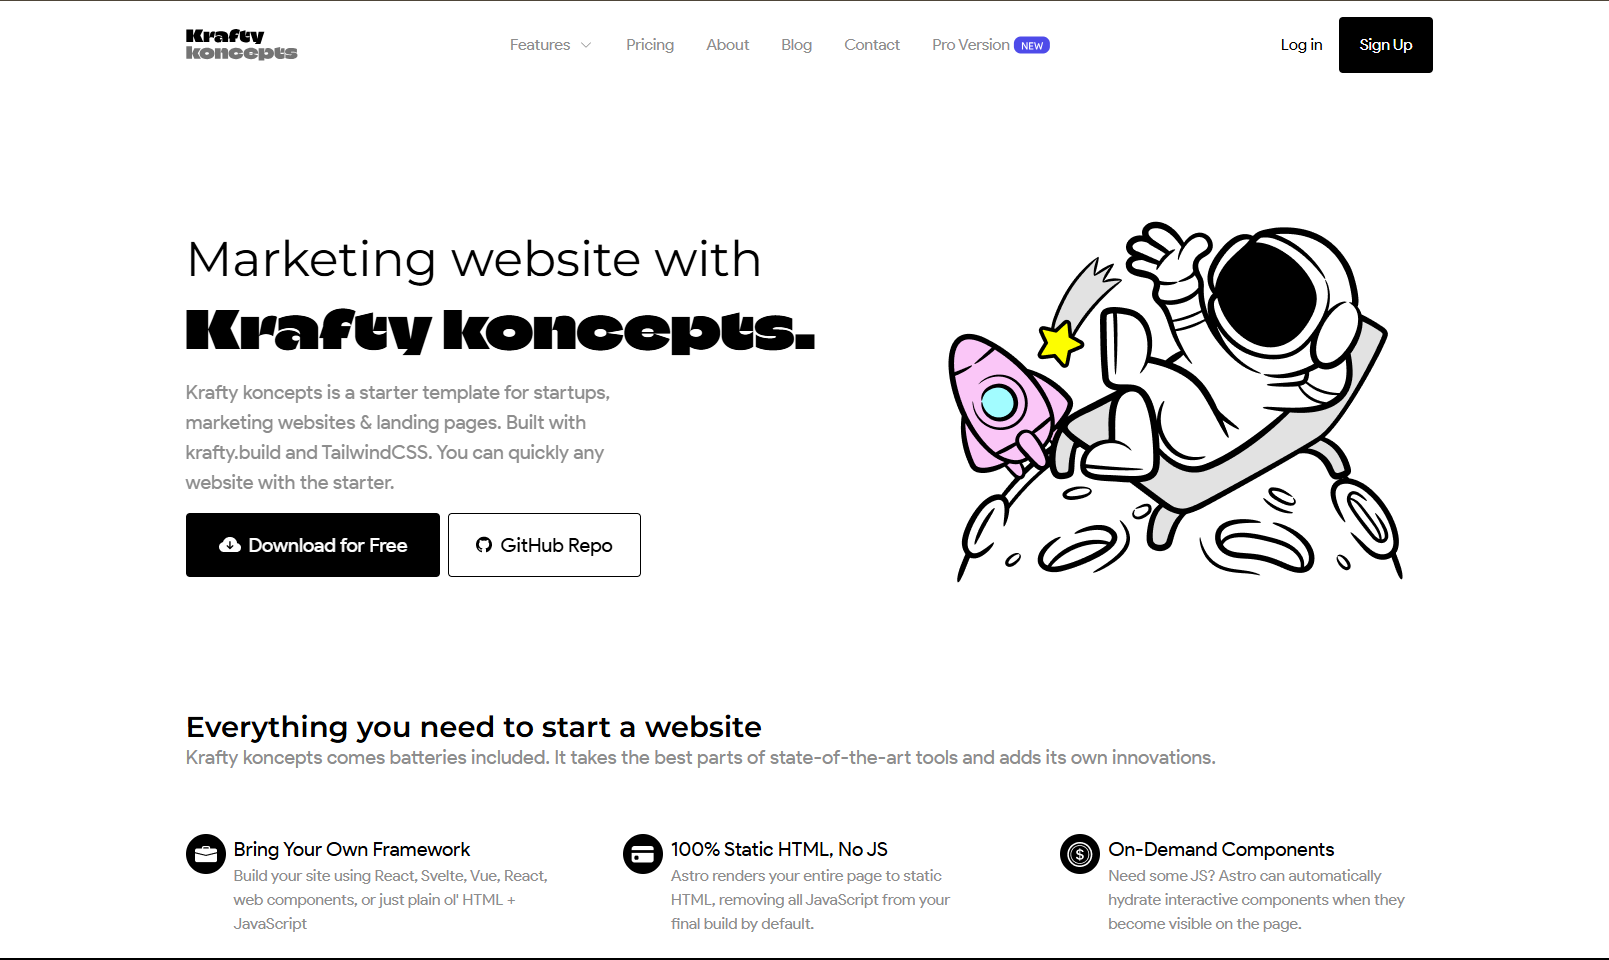 Krafty
koncepts
Features
Pricing
About
Blog
Contact
Pro Version NEW
Log in
Sign Up
Marketing website with
Krafty koncepts.
Krafty koncepts is a starter template for startups,
marketing websites & landing pages. Built with
krafty.build and TailwindCSS. You can quickly any
website with the starter.
Download for Free
GitHub Repo
Everything you need to start a website
Krafty koncepts comes batteries included. It takes the best parts of state-of-the-art tools and adds its own innovations.
Bring Your Own Framework
Build your site using React, Svelte, Vue, React,
web components, or just plain ol' HTML +
JavaScript
100% Static HTML, No JS
Astro renders your entire page to static
HTML, removing all JavaScript from your
final build by default.
On-Demand Components
Need some JS? Astro can automatically
hydrate interactive components when they
become visible on the page.